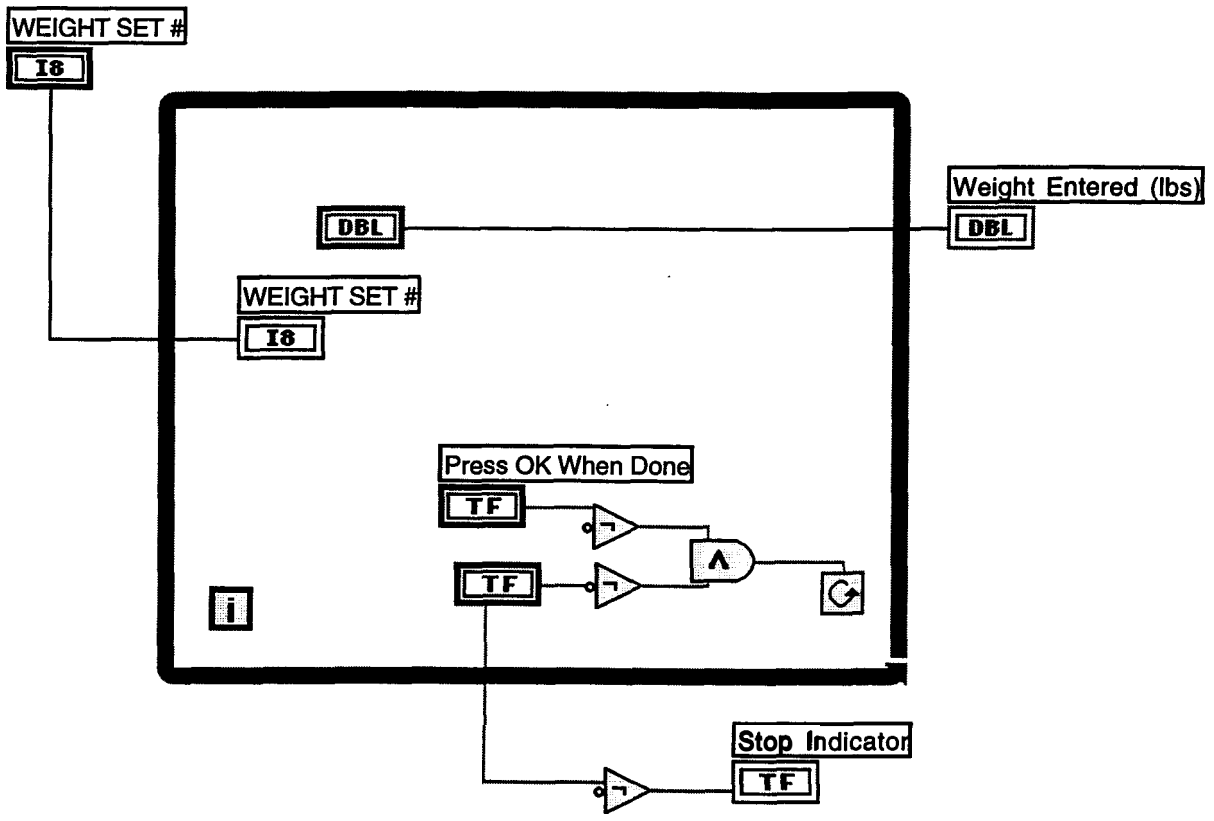 WEIGHT SET #
I8
Weight Entered (lbs)
DBL
DBL
WEIGHT SET #
I8
Press OK When Done
TF
¬
Λ
TF
¬
i
Stop Indicator
TF
¬